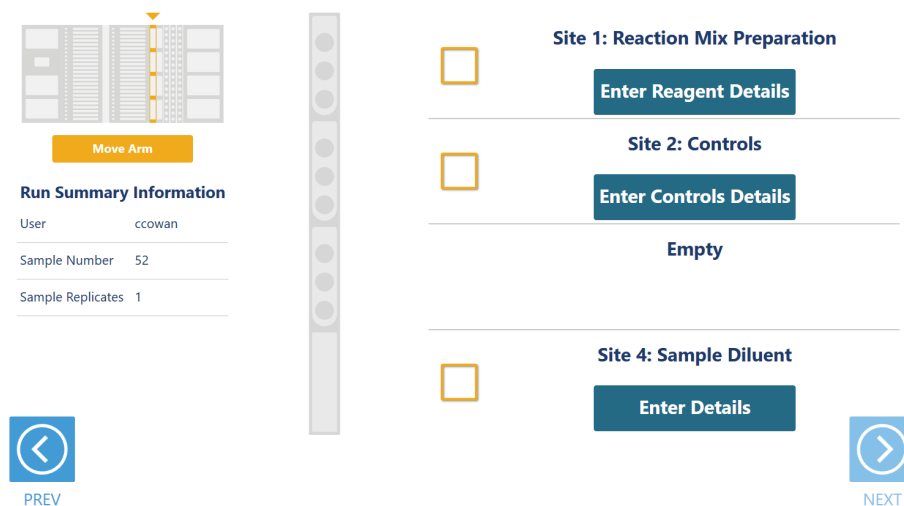 Move Arm
Run Summary Information
User ccowan
Sample Number 52
Sample Replicates 1
Site 1: Reaction Mix Preparation
Enter Reagent Details
Site 2: Controls
Enter Controls Details
Empty
Site 4: Sample Diluent
Enter Details
PREV
NEXT